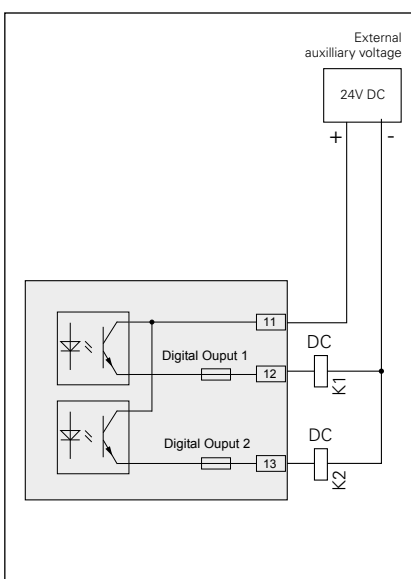 External
auxilliary voltage
24V DC
+ -
11
DC
Digital Ouput 1
12
K1
DC
Digital Ouput 2
13
K2